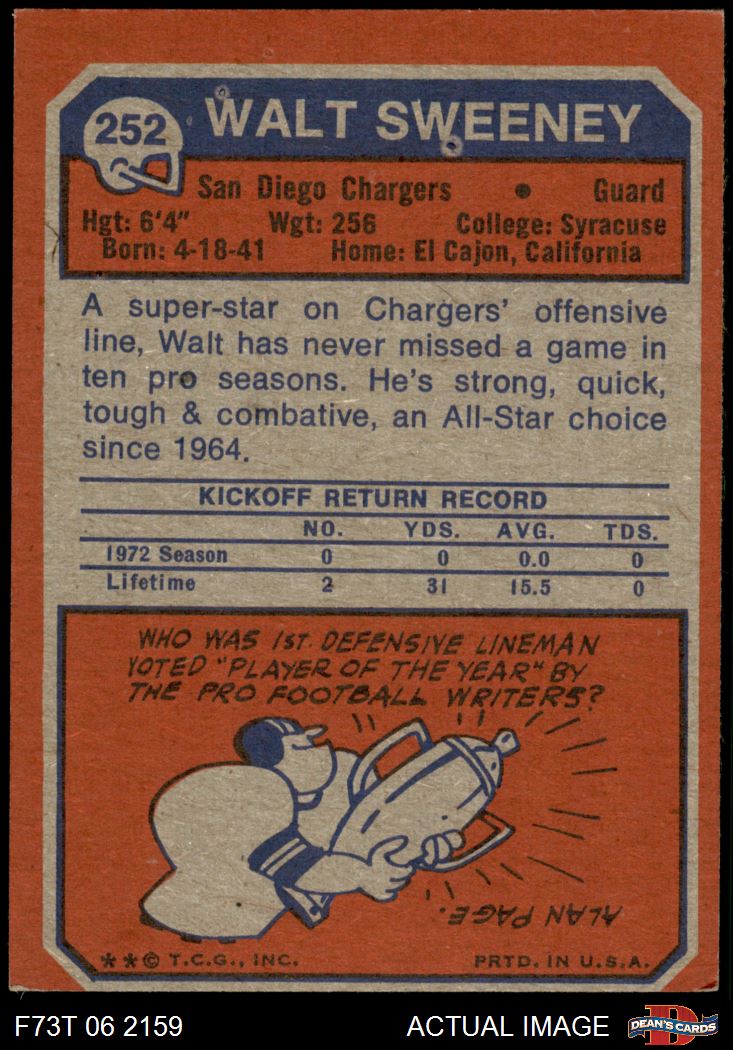 252 WALT SWEENEY
San Diego Chargers • Guard
Hgt: 6'4" Wgt: 256 College: Syracuse
Born: 4-18-41 Home: El Cajon, California
A super-star on Chargers' offensive
line, Walt has never missed a game in
ten pro seasons. He's strong, quick,
tough & combative, an All-Star choice
since 1964.
KICKOFF RETURN RECORD
NO. YDS. AVG. TDS.
1972 Season 0 0 0.0 0
Lifetime 2 31 15.5 0
WHO WAS 1ST. DEFENSIVE LINEMAN
VOTED "PLAYER OF THE YEAR" BY
THE PRO FOOTBALL WRITERS?
ALAN PAGE.
**© T.C.G., INC. PRTD. IN U.S.A.
F73T 06 2159 ACTUAL IMAGE D DEAN'S CARDS